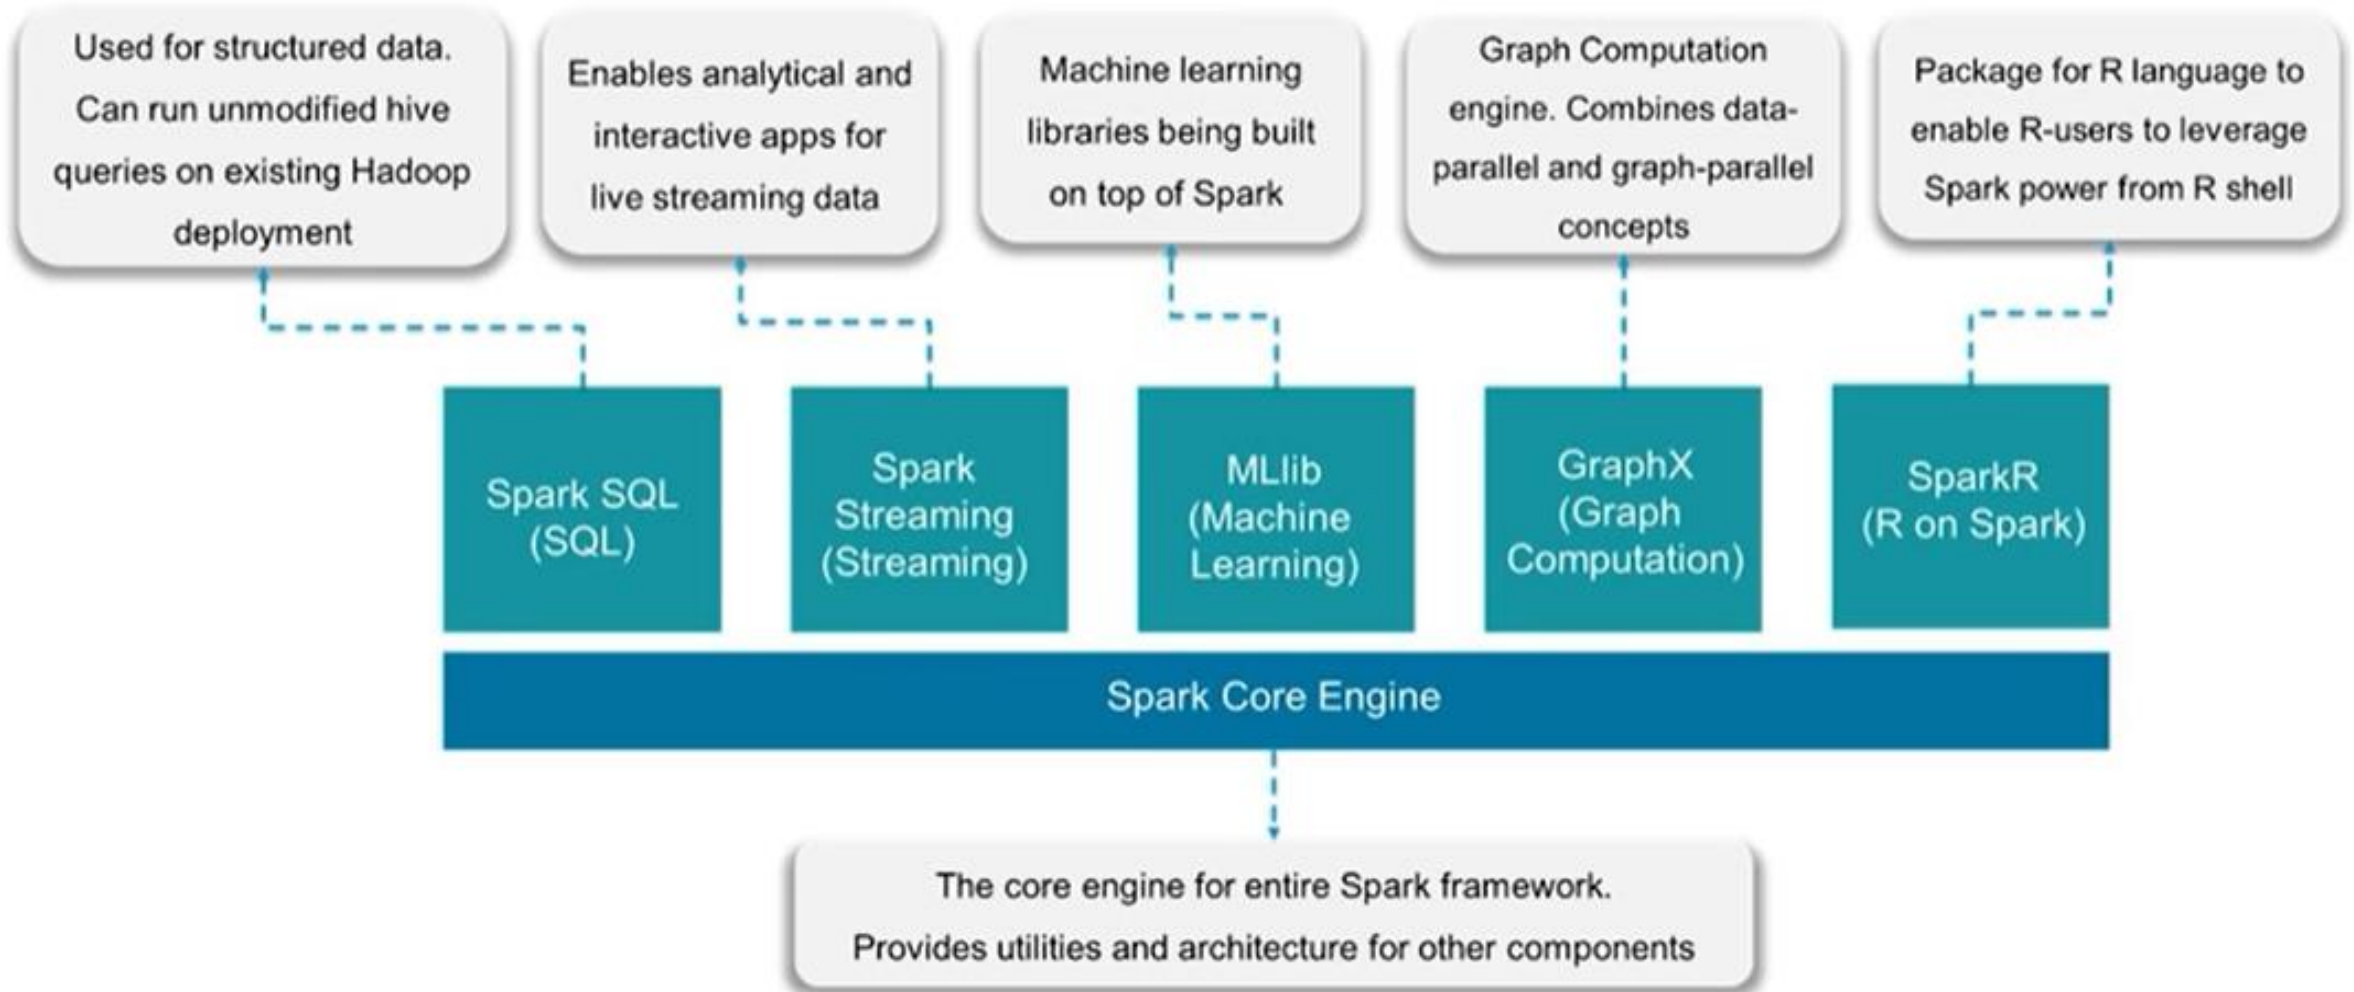 Used for structured data.
Can run unmodified hive
queries on existing Hadoop
deployment
Enables analytical and
interactive apps for
live streaming data
Machine learning
libraries being built
on top of Spark
Graph Computation
engine. Combines data-
parallel and graph-parallel
concepts
Package for R language to
enable R-users to leverage
Spark power from R shell
Spark SQL
(SQL)
Spark
Streaming
(Streaming)
MLlib
(Machine
Learning)
GraphX
(Graph
Computation)
SparkR
(R on Spark)
Spark Core Engine
The core engine for entire Spark framework.
Provides utilities and architecture for other components